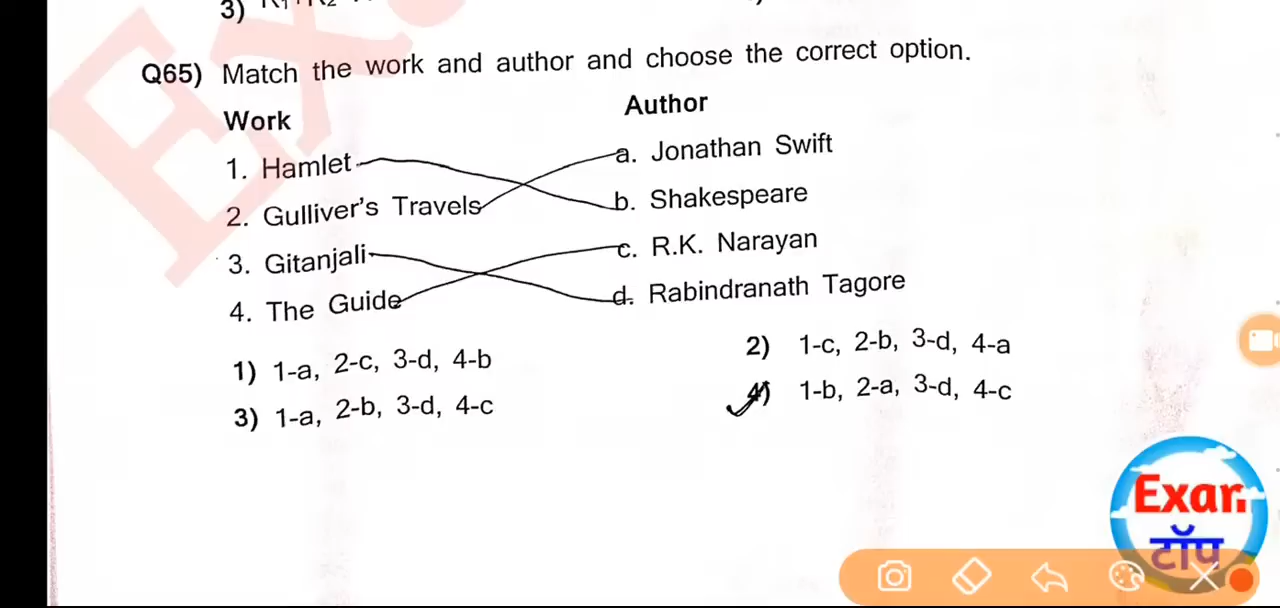 3)
Q65) Match the work and author and choose the correct option.
Work Author
1. Hamlet a. Jonathan Swift
2. Gulliver's Travels b. Shakespeare
3. Gitanjali c. R.K. Narayan
4. The Guide d. Rabindranath Tagore
1) 1-a, 2-c, 3-d, 4-b 2) 1-c, 2-b, 3-d, 4-a
3) 1-a, 2-b, 3-d, 4-c 4) 1-b, 2-a, 3-d, 4-c
Exam
टॉप